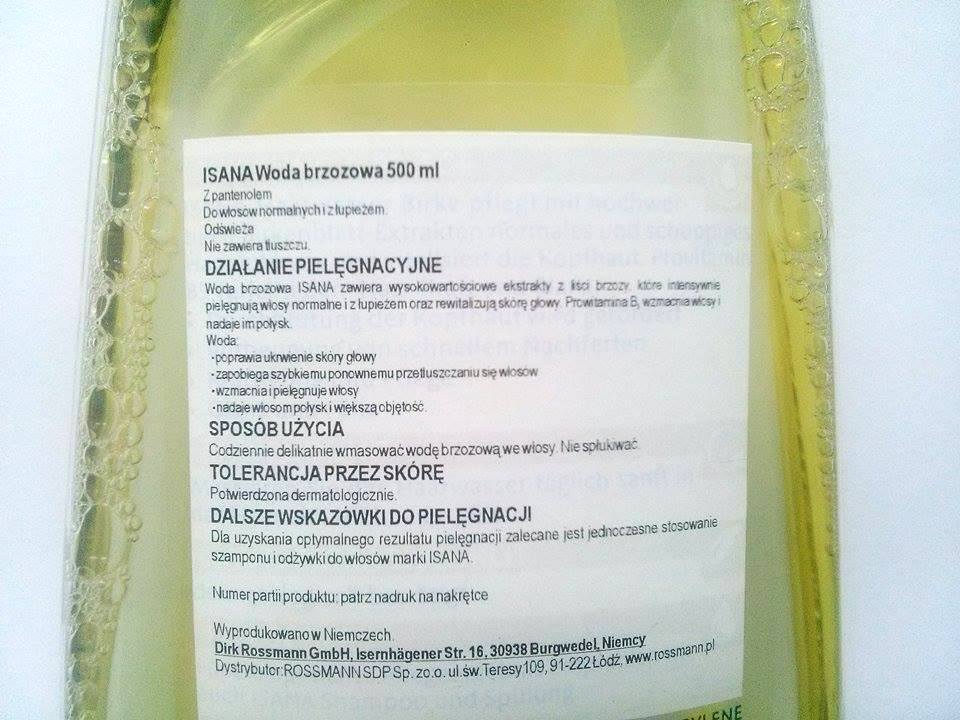 ISANA Woda brzozowa 500 ml
Z pantenolem
Do włosów normalnych i z łupieżem.
Odświeża
Nie zawiera tłuszczu.
DZIAŁANIE PIELĘGNACYJNE
Woda brzozowa ISANA zawiera wysokowartościowe ekstrakty z liści brzozy, które intensywnie
pielęgnują włosy normalne i z łupieżem oraz rewitalizują skórę głowy. Prowitamina B₅ wzmacnia włosy i
nadaje im połysk.
Woda:
-poprawia ukrwienie skóry głowy
-zapobiega szybkiemu ponownemu przetłuszczaniu się włosów
-wzmacnia i pielęgnuje włosy
-nadaje włosom połysk i większą objętość.
SPOSÓB UŻYCIA
Codziennie delikatnie wmasować wodę brzozową we włosy. Nie spłukiwać.
TOLERANCJA PRZEZ SKÓRĘ
Potwierdzona dermatologicznie.
DALSZE WSKAZÓWKI DO PIELĘGNACJI
Dla uzyskania optymalnego rezultatu pielęgnacji zalecane jest jednoczesne stosowanie
szamponu i odżywki do włosów marki ISANA.
Numer partii produktu: patrz nadruk na nakrętce
Wyprodukowano w Niemczech.
Dirk Rossmann GmbH, Isernhägener Str. 16, 30938 Burgwedel, Niemcy
Dystrybutor: ROSSMANN SDP Sp. z o.o. ul. św. Teresy 109, 91-222 Łódź, www.rossmann.pl